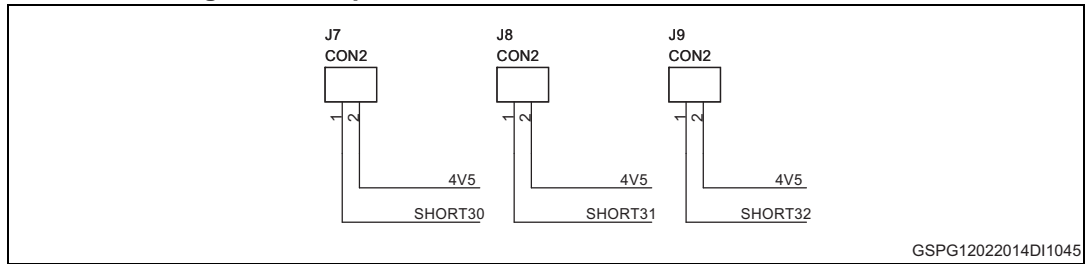 J7
CON2
1
2
4V5
SHORT30
J8
CON2
1
2
4V5
SHORT31
J9
CON2
1
2
4V5
SHORT32
GSPG12022014DI1045